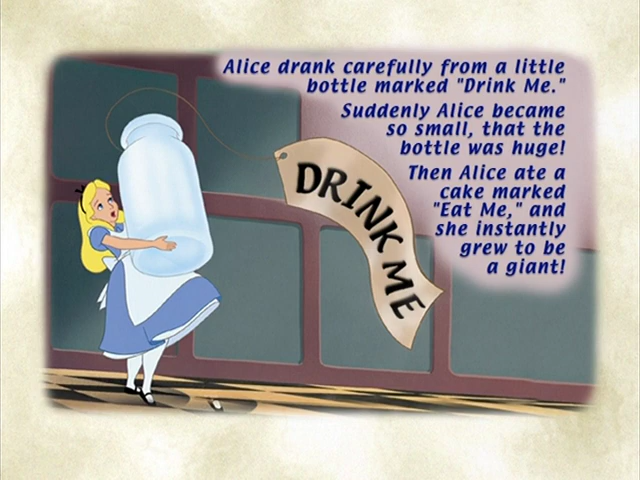 Alice drank carefully from a little
bottle marked "Drink Me."
Suddenly Alice became
so small, that the
bottle was huge!
Then Alice ate a
cake marked
"Eat Me," and
she instantly
grew to be
a giant!
DRINK ME